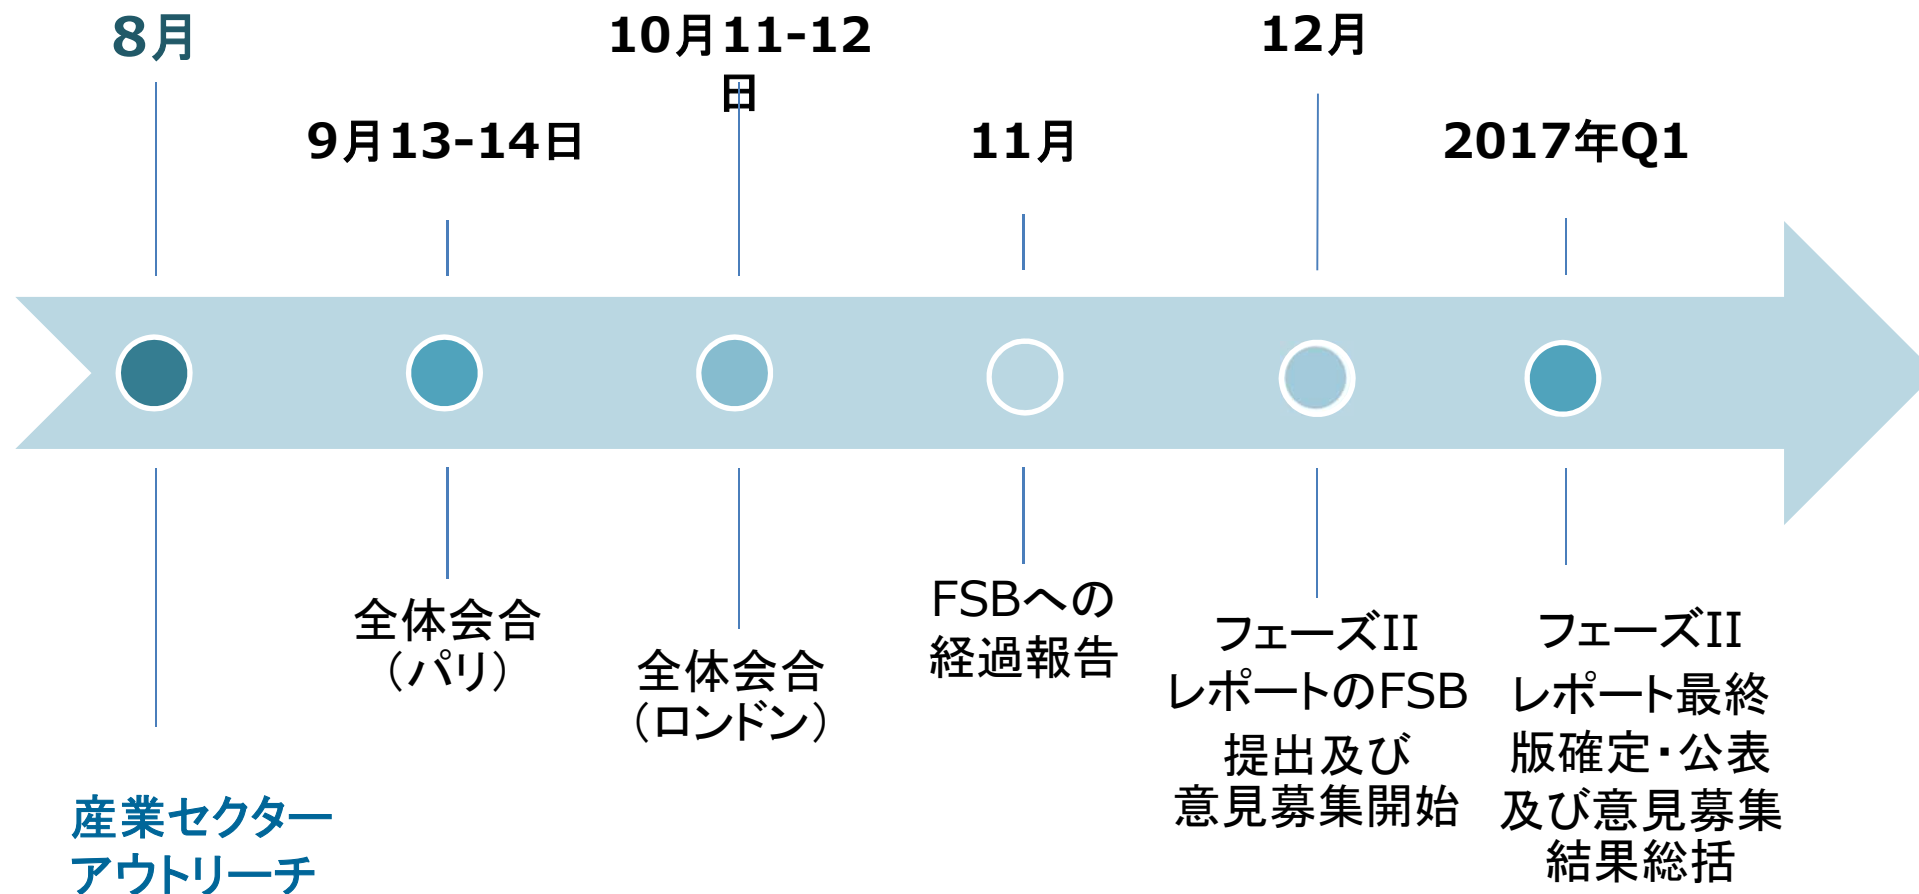 8月
産業セクター
アウトリーチ
9月13-14日
全体会合
（パリ）
10月11-12
日
全体会合
（ロンドン）
11月
FSBへの
経過報告
12月
フェーズII
レポートのFSB
提出及び
意見募集開始
2017年Q1
フェーズII
レポート最終
版確定・公表
及び意見募集
結果総括